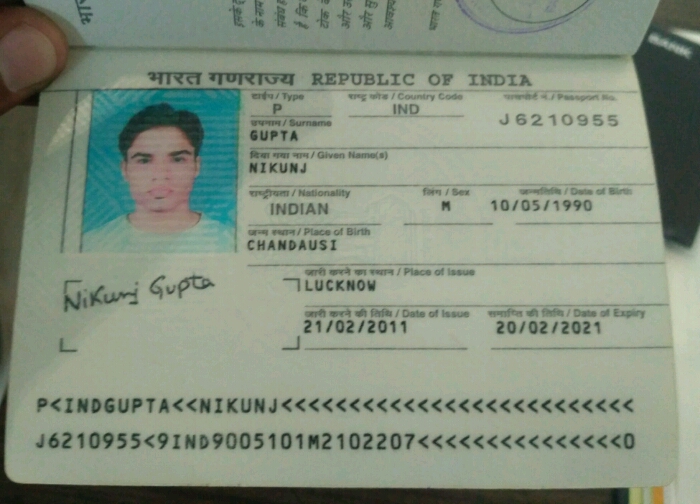 भारत गणराज्य REPUBLIC OF INDIA
टाईप / Type राष्ट्र कोड / Country Code पासपोर्ट नं. / Passport No.
P IND J6210955
उपनाम / Surname
GUPTA
दिया गया नाम / Given Name(s)
NIKUNJ
राष्ट्रीयता / Nationality लिंग / Sex जन्मतिथि / Date of Birth
INDIAN M 10/05/1990
जन्म स्थान / Place of Birth
CHANDAUSI
जारी करने का स्थान / Place of Issue
LUCKNOW
Nikunj Gupta
जारी करने की तिथि / Date of Issue समाप्ति की तिथि / Date of Expiry
21/02/2011 20/02/2021
P<INDGUPTA<<NIKUNJ<<<<<<<<<<<<<<<<<<<<<<<<<<
J6210955<9IND9005101M2102207<<<<<<<<<<<<<<<0